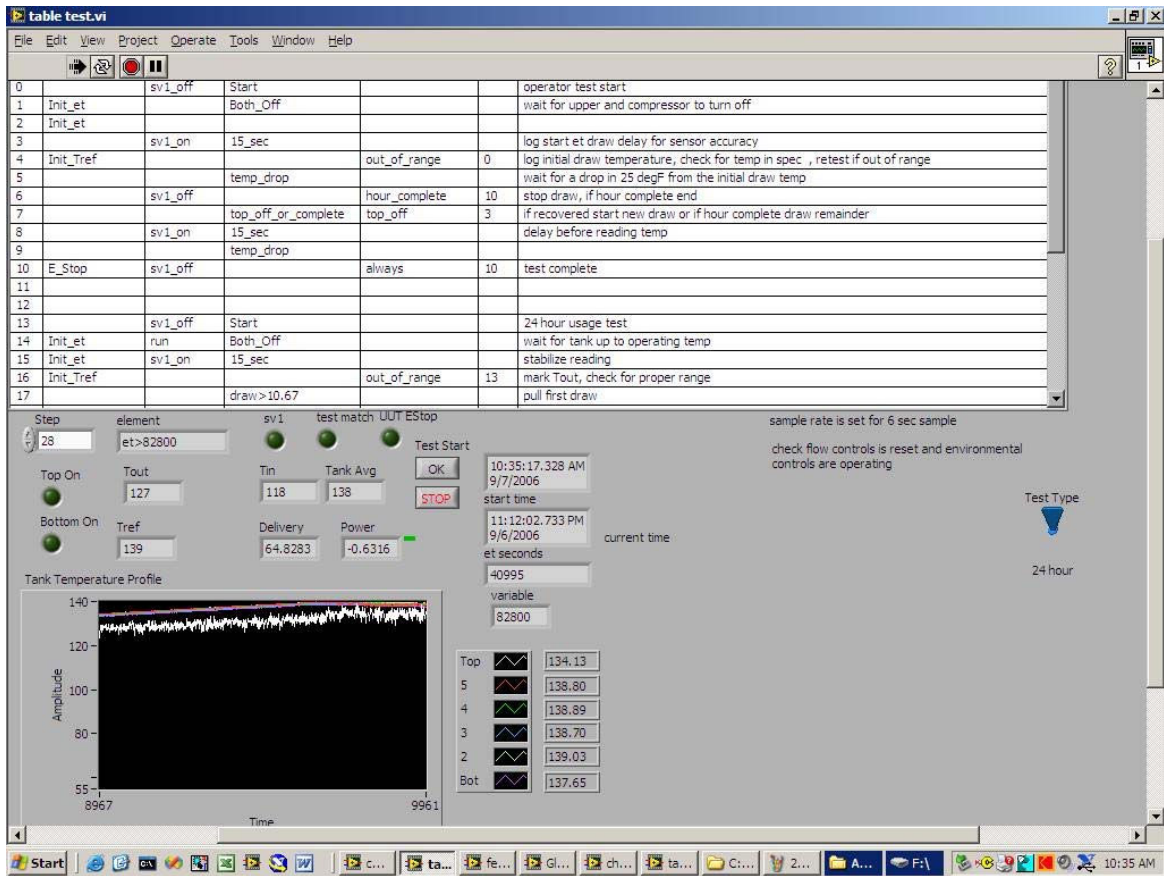 table test.vi
File Edit View Project Operate Tools Window Help
0 sv1_off Start operator test start
1 Init_et Both_Off wait for upper and compressor to turn off
2 Init_et
3 sv1_on 15_sec log start et draw delay for sensor accuracy
4 Init_Tref out_of_range 0 log initial draw temperature, check for temp in spec , retest if out of range
5 temp_drop wait for a drop in 25 degF from the initial draw temp
6 sv1_off hour_complete 10 stop draw, if hour complete end
7 top_off_or_complete top_off 3 if recovered start new draw or if hour complete draw remainder
8 sv1_on 15_sec delay before reading temp
9 temp_drop
10 E_Stop sv1_off always 10 test complete
11
12
13 sv1_off Start 24 hour usage test
14 Init_et run Both_Off wait for tank up to operating temp
15 Init_et sv1_on 15_sec stabilize reading
16 Init_Tref out_of_range 13 mark Tout, check for proper range
17 draw>10.67 pull first draw
Step element sv1 test match UUT EStop
28 et>82800
Test Start
OK
STOP
sample rate is set for 6 sec sample
check flow controls is reset and environmental
controls are operating
Top On Tout Tin Tank Avg
127 118 138
10:35:17.328 AM
9/7/2006
start time
11:12:02.733 PM
9/6/2006
current time
Test Type
24 hour
Bottom On Tref Delivery Power
139 64.8283 -0.6316
et seconds
40995
variable
82800
Tank Temperature Profile
140
120
100
80
55
Amplitude
8967 9961
Time
Top 134.13
5 138.80
4 138.89
3 138.70
2 139.03
Bot 137.65
Start c... ta... fe... Gl... ch... ta... C:... 2... A... F:\ 10:35 AM